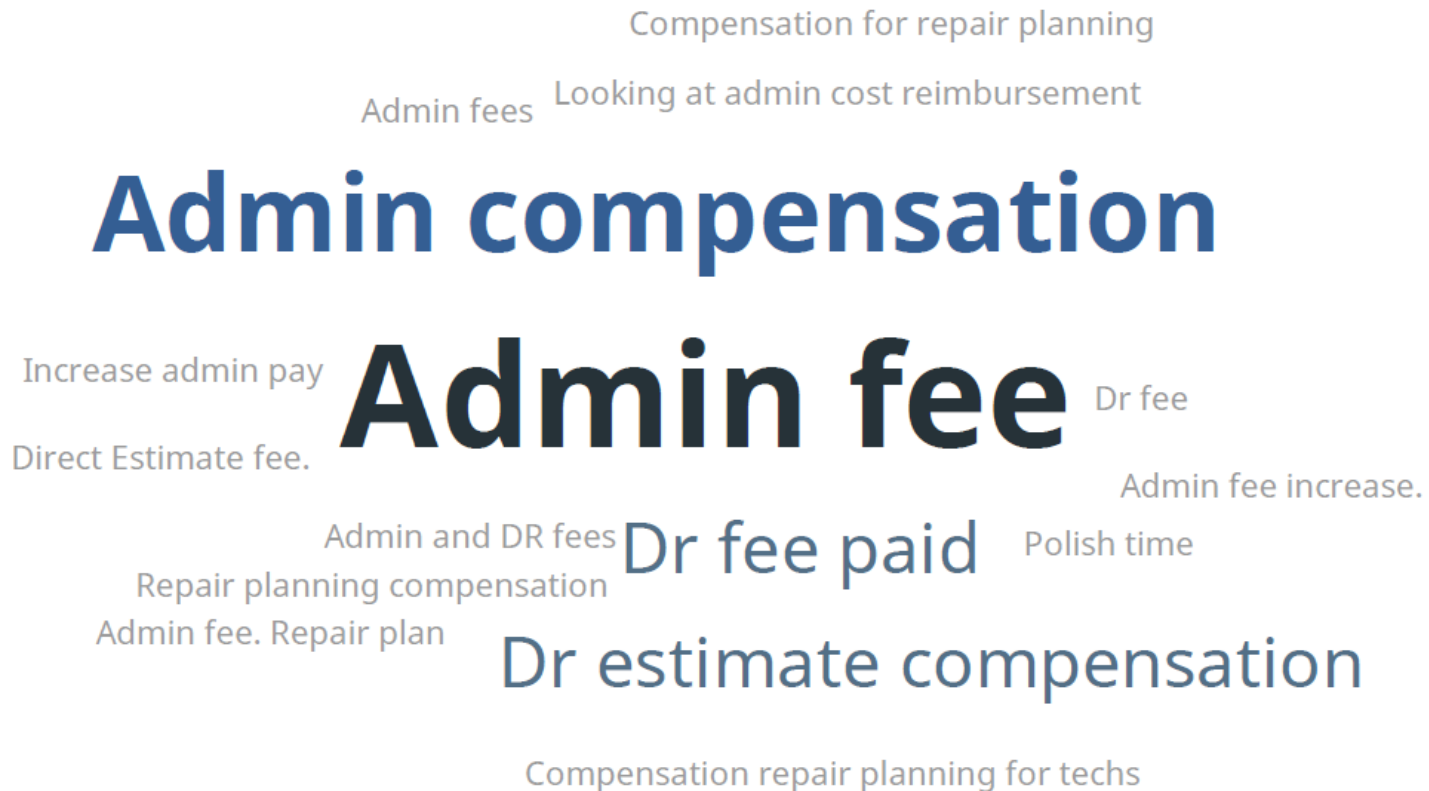 Compensation for repair planning
Looking at admin cost reimbursement
Admin fees
Admin compensation
Increase admin pay
Admin fee
Dr fee
Direct Estimate fee.
Admin fee increase.
Admin and DR fees
Dr fee paid
Polish time
Repair planning compensation
Admin fee. Repair plan
Dr estimate compensation
Compensation repair planning for techs